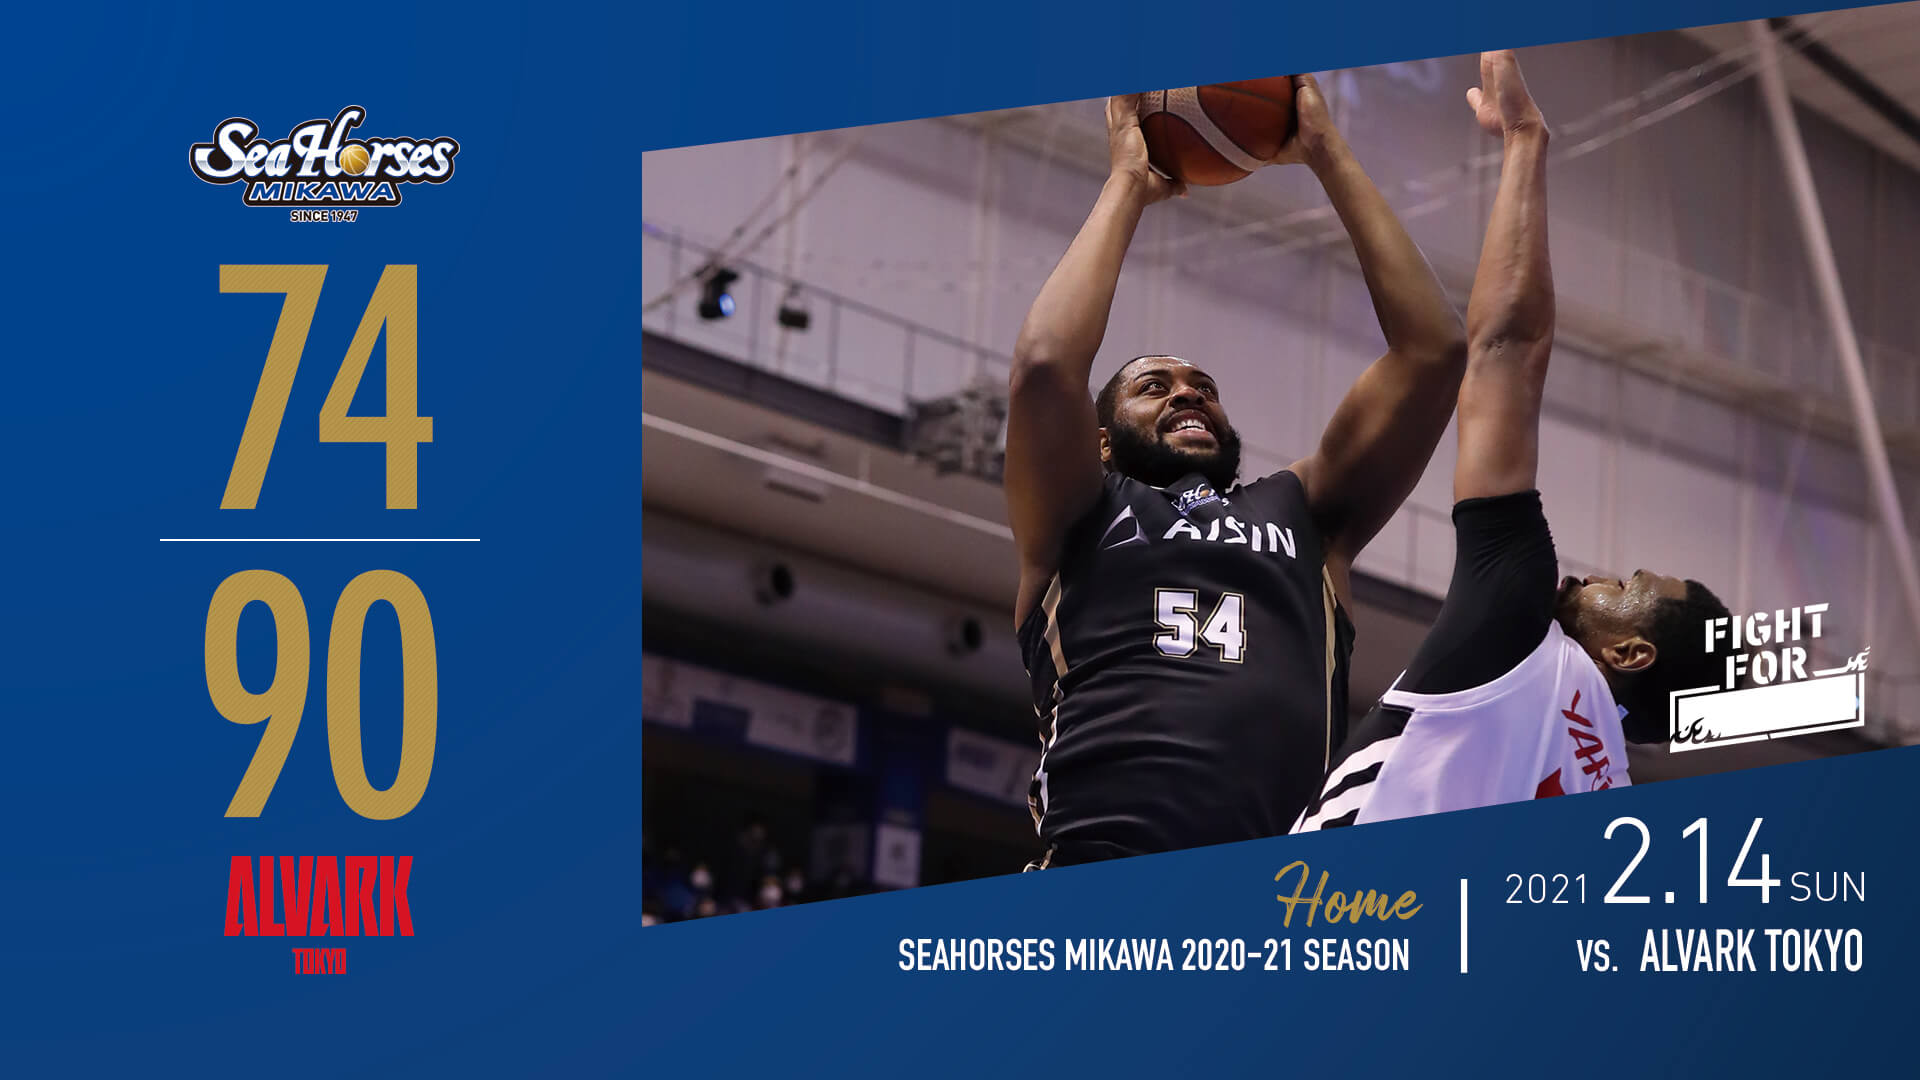 SeaHorses
MIKAWA
SINCE 1947
74
90
ALVARK
TOKYO
AISIN
54
FIGHT
FOR
Home
SEAHORSES MIKAWA 2020-21 SEASON
2021 2.14 SUN
vs. ALVARK TOKYO